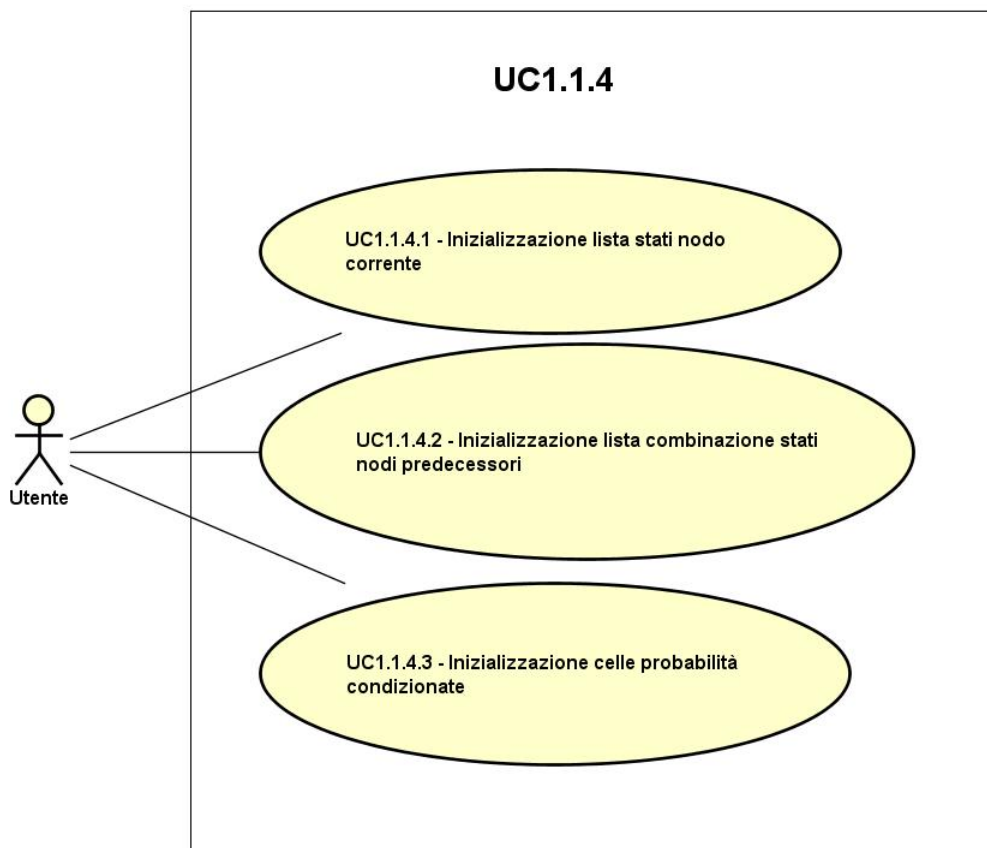 UC1.1.4
UC1.1.4.1 - Inizializzazione lista stati nodo
corrente
UC1.1.4.2 - Inizializzazione lista combinazione stati
nodi predecessori
Utente
UC1.1.4.3 - Inizializzazione celle probabilità
condizionate